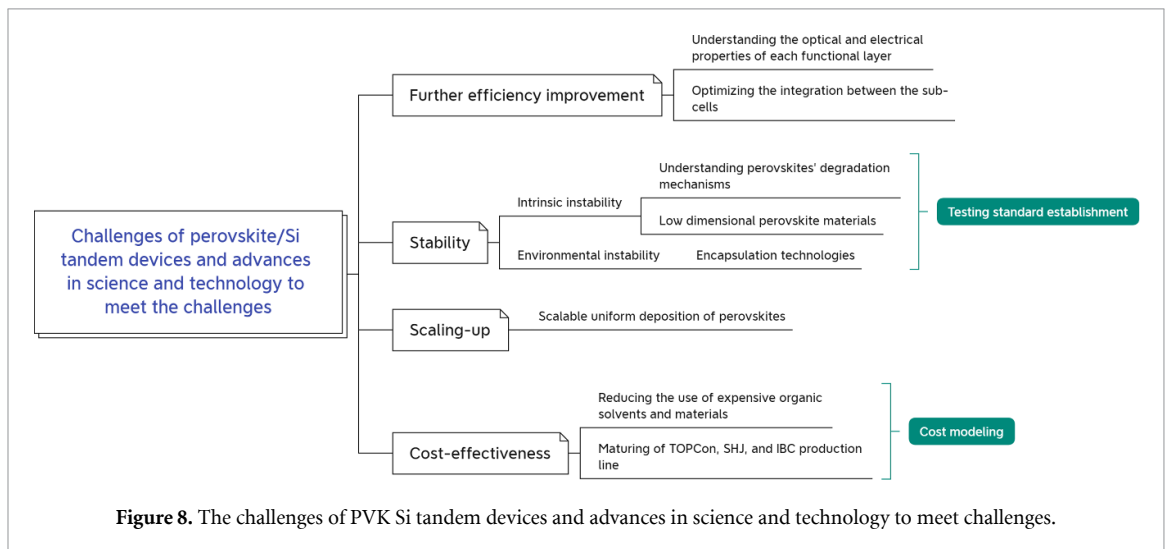 Challenges of perovskite/Si
tandem devices and advances
in science and technology to
meet the challenges
Further efficiency improvement
Understanding the optical and electrical
properties of each functional layer
Optimizing the integration between the sub-
cells
Stability
Intrinsic instability
Understanding perovskites' degradation
mechanisms
Low dimensional perovskite materials
Environmental instability
Encapsulation technologies
Testing standard establishment
Scaling-up
Scalable uniform deposition of perovskites
Cost-effectiveness
Reducing the use of expensive organic
solvents and materials
Maturing of TOPCon, SHJ, and IBC production
line
Cost modeling
Figure 8. The challenges of PVK Si tandem devices and advances in science and technology to meet challenges.